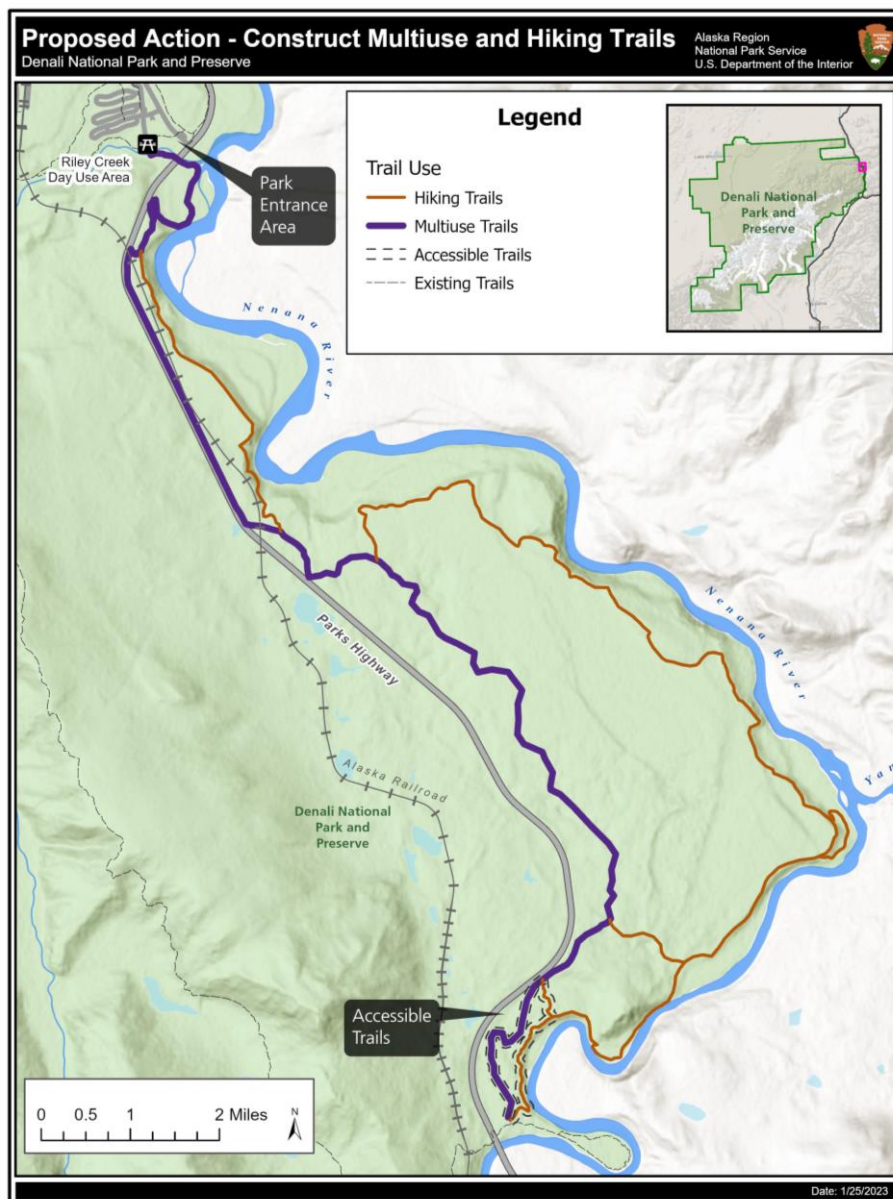 Proposed Action - Construct Multiuse and Hiking Trails
Denali National Park and Preserve
Alaska Region
National Park Service
U.S. Department of the Interior
Legend
Trail Use
Hiking Trails
Multiuse Trails
Accessible Trails
Existing Trails
Denali National
Park and
Preserve
Riley Creek
Day Use Area
Park
Entrance
Area
Nenana
River
Nenana
River
Yan
Parks Highway
Alaska Railroad
Denali National
Park and
Preserve
Accessible
Trails
0 0.5 1 2 Miles
N
Date: 1/25/2023